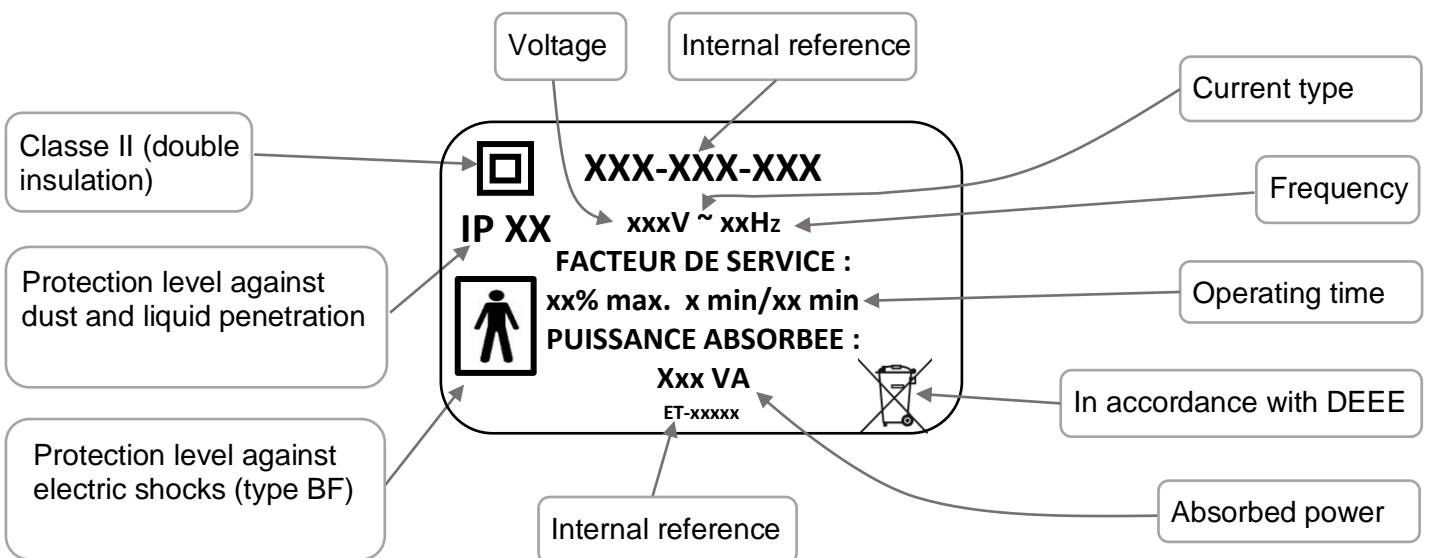 Voltage
Internal reference
Current type
Classe II (double
insulation)
XXX-XXX-XXX
Frequency
IP XX
xxxV ~ xxHz
FACTEUR DE SERVICE :
Protection level against
dust and liquid penetration
xx% max. x min/xx min
Operating time
PUISSANCE ABSORBEE :
Xxx VA
In accordance with DEEE
ET-xxxxx
Protection level against
electric shocks (type BF)
Internal reference
Absorbed power